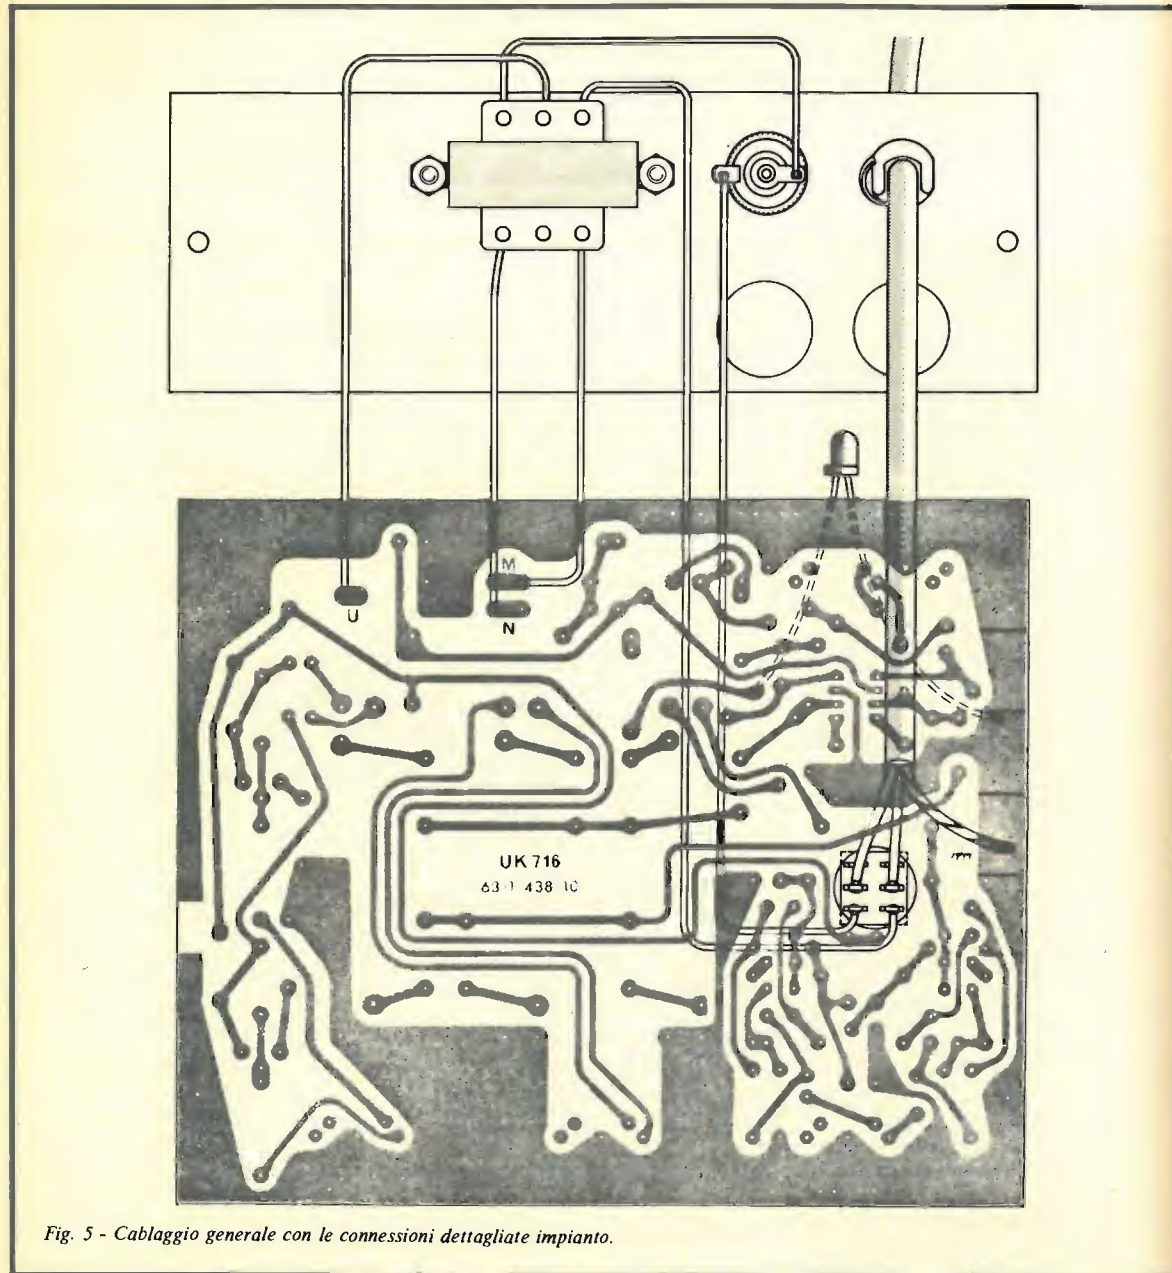 M
U
N
UK 716
Fig. 5 - Cablaggio generale con le connessioni dettagliate impianto.